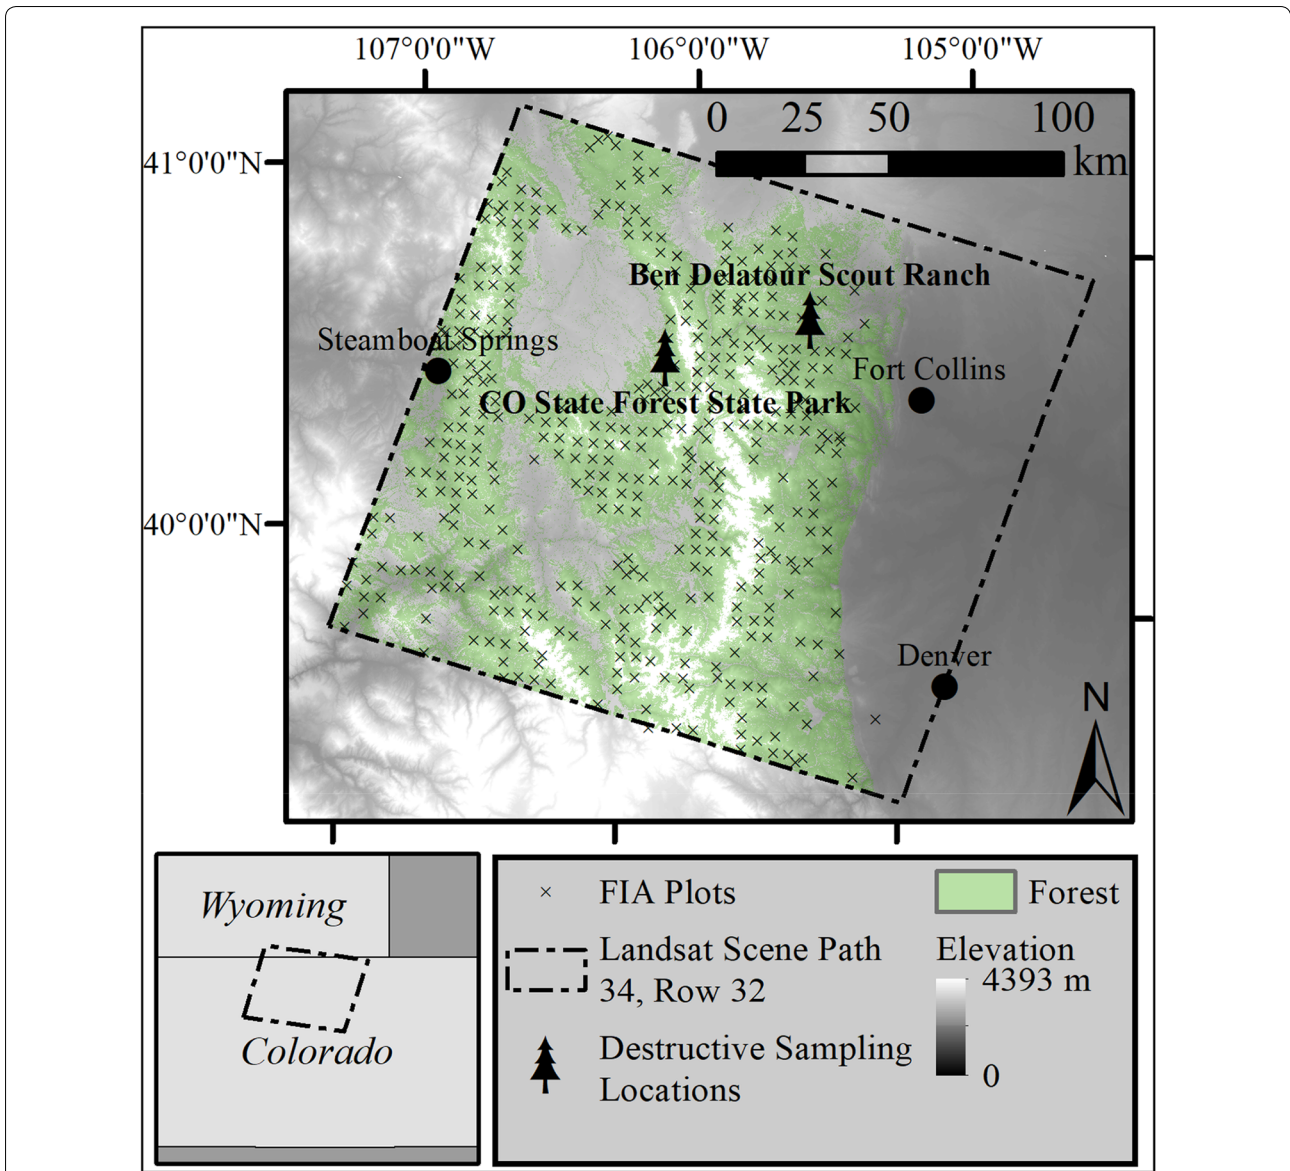 107°0'0"W 106°0'0"W 105°0'0"W
0 25 50 100
km
41°0'0"N
Ben Delatour Scout Ranch
Steamboat Springs
Fort Collins
CO State Forest State Park
40°0'0"N
Denver
N
Wyoming
Colorado
FIA Plots
Landsat Scene Path
34, Row 32
Destructive Sampling
Locations
Forest
Elevation
4393 m
0